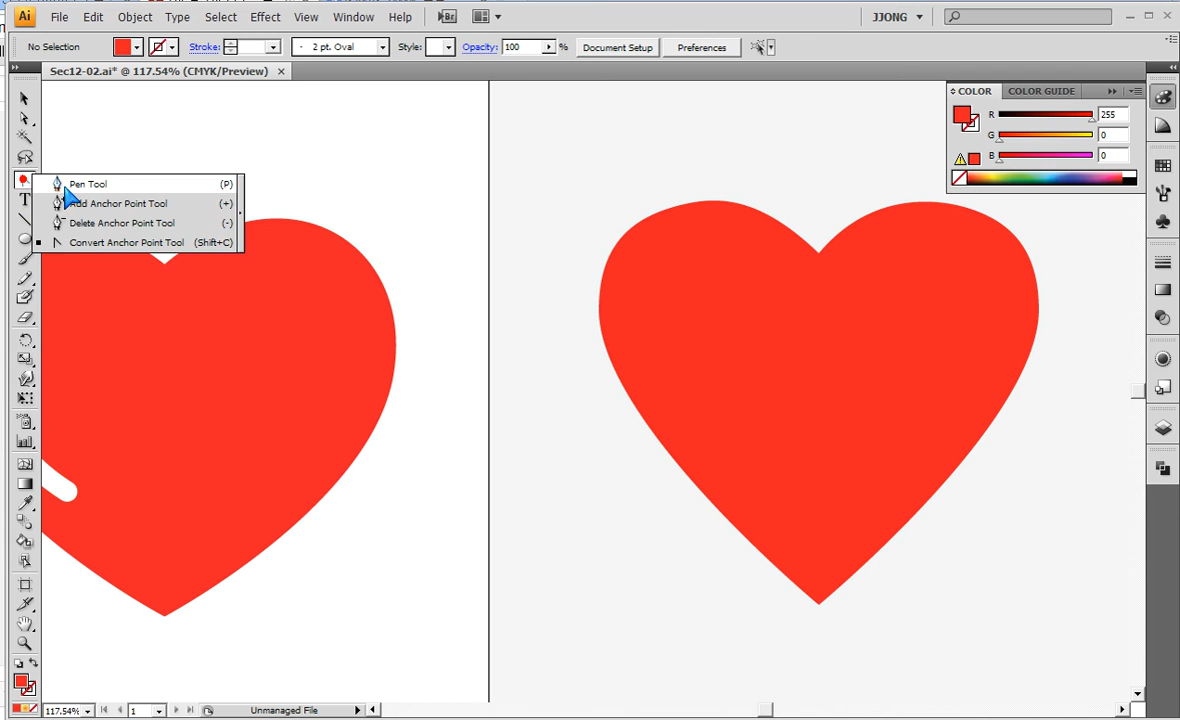 Ai File Edit Object Type Select Effect View Window Help Br JJONG
No Selection Stroke: 2 pt. Oval Style: Opacity: 100 % Document Setup Preferences
Sec12-02.ai* @ 117.54% (CMYK/Preview)
COLOR COLOR GUIDE
R 255
G 0
B 0
Pen Tool (P)
Add Anchor Point Tool (+)
Delete Anchor Point Tool (-)
Convert Anchor Point Tool (Shift+C)
T
117.54% 1 Unmanaged File